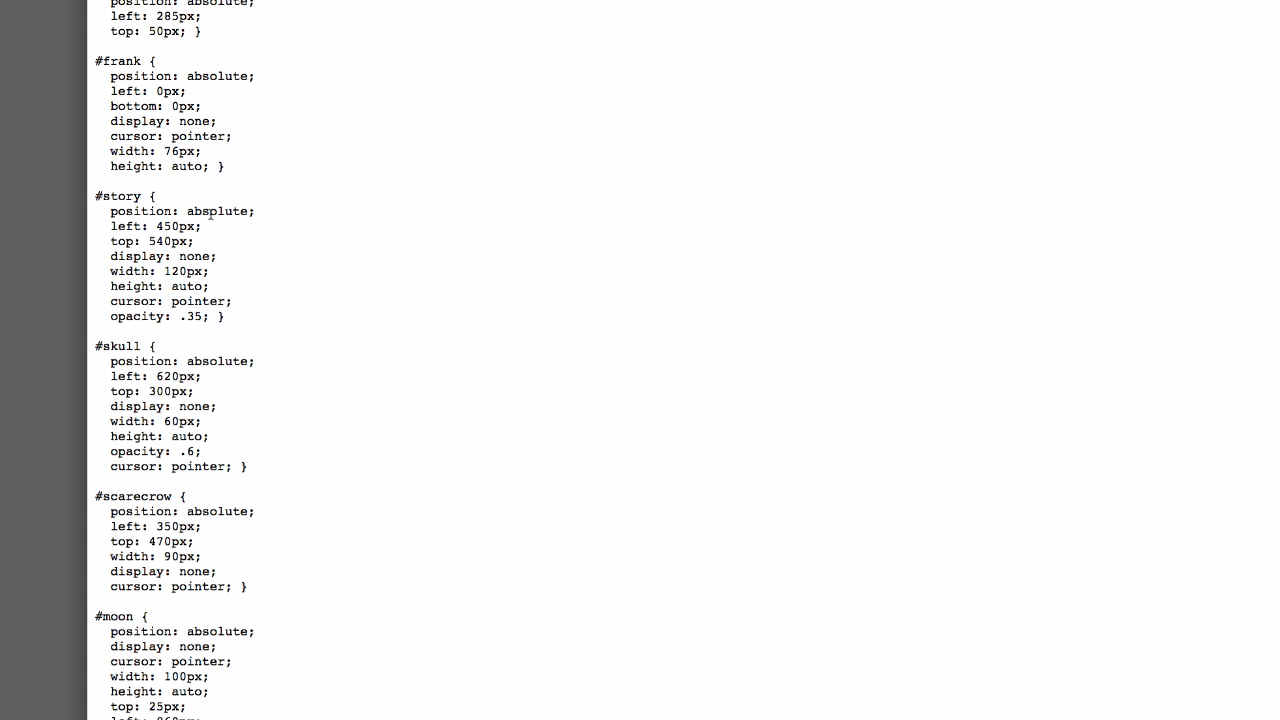 position: absolute;
left: 285px;
top: 50px; }
#frank {
position: absolute;
left: 0px;
bottom: 0px;
display: none;
cursor: pointer;
width: 76px;
height: auto; }
#story {
position: absolute;
left: 450px;
top: 540px;
display: none;
width: 120px;
height: auto;
cursor: pointer;
opacity: .35; }
#skull {
position: absolute;
left: 620px;
top: 300px;
display: none;
width: 60px;
height: auto;
opacity: .6;
cursor: pointer; }
#scarecrow {
position: absolute;
left: 350px;
top: 470px;
width: 90px;
display: none;
cursor: pointer; }
#moon {
position: absolute;
display: none;
cursor: pointer;
width: 100px;
height: auto;
top: 25px;